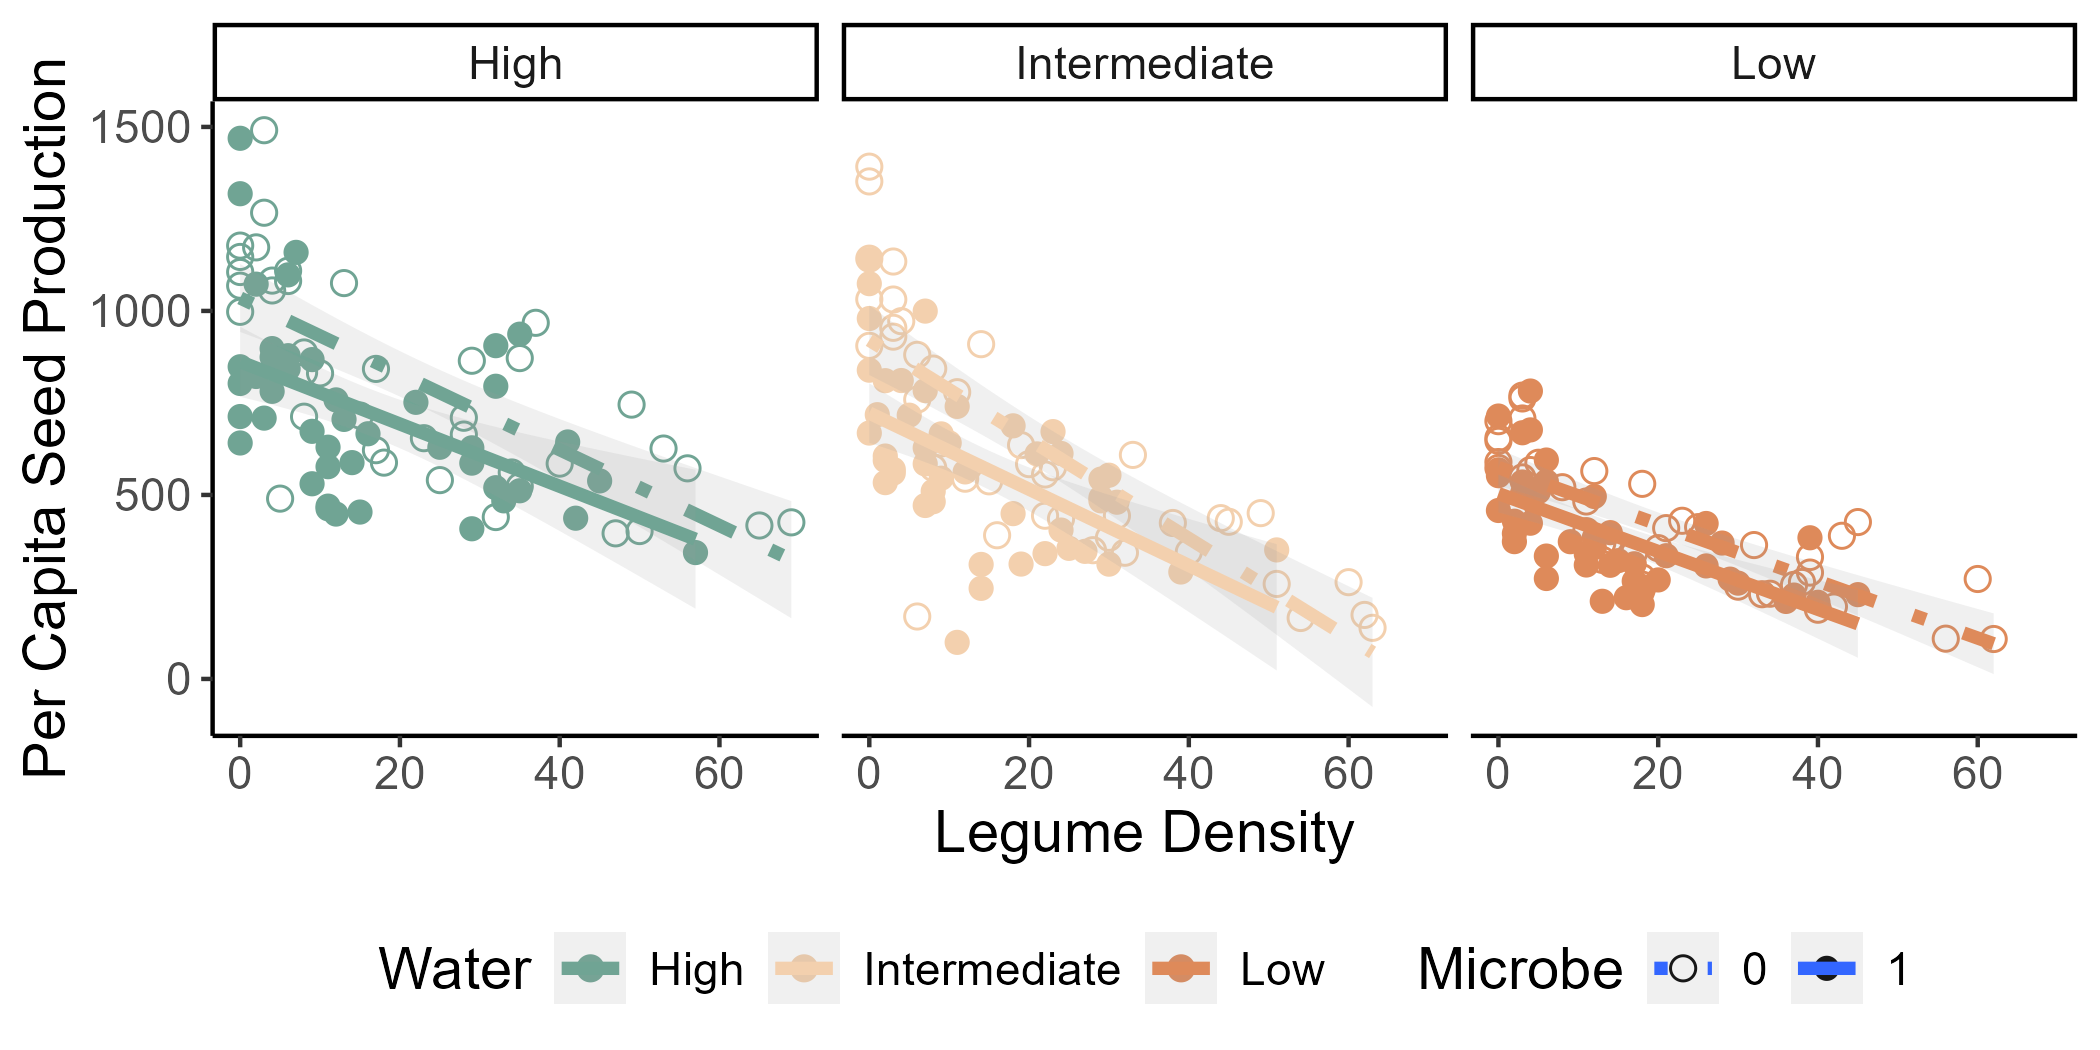 High Intermediate Low
Per Capita Seed Production
1500
1000
500
0
0 20 40 60 0 20 40 60 0 20 40 60
Legume Density
Water High Intermediate Low Microbe 0 1